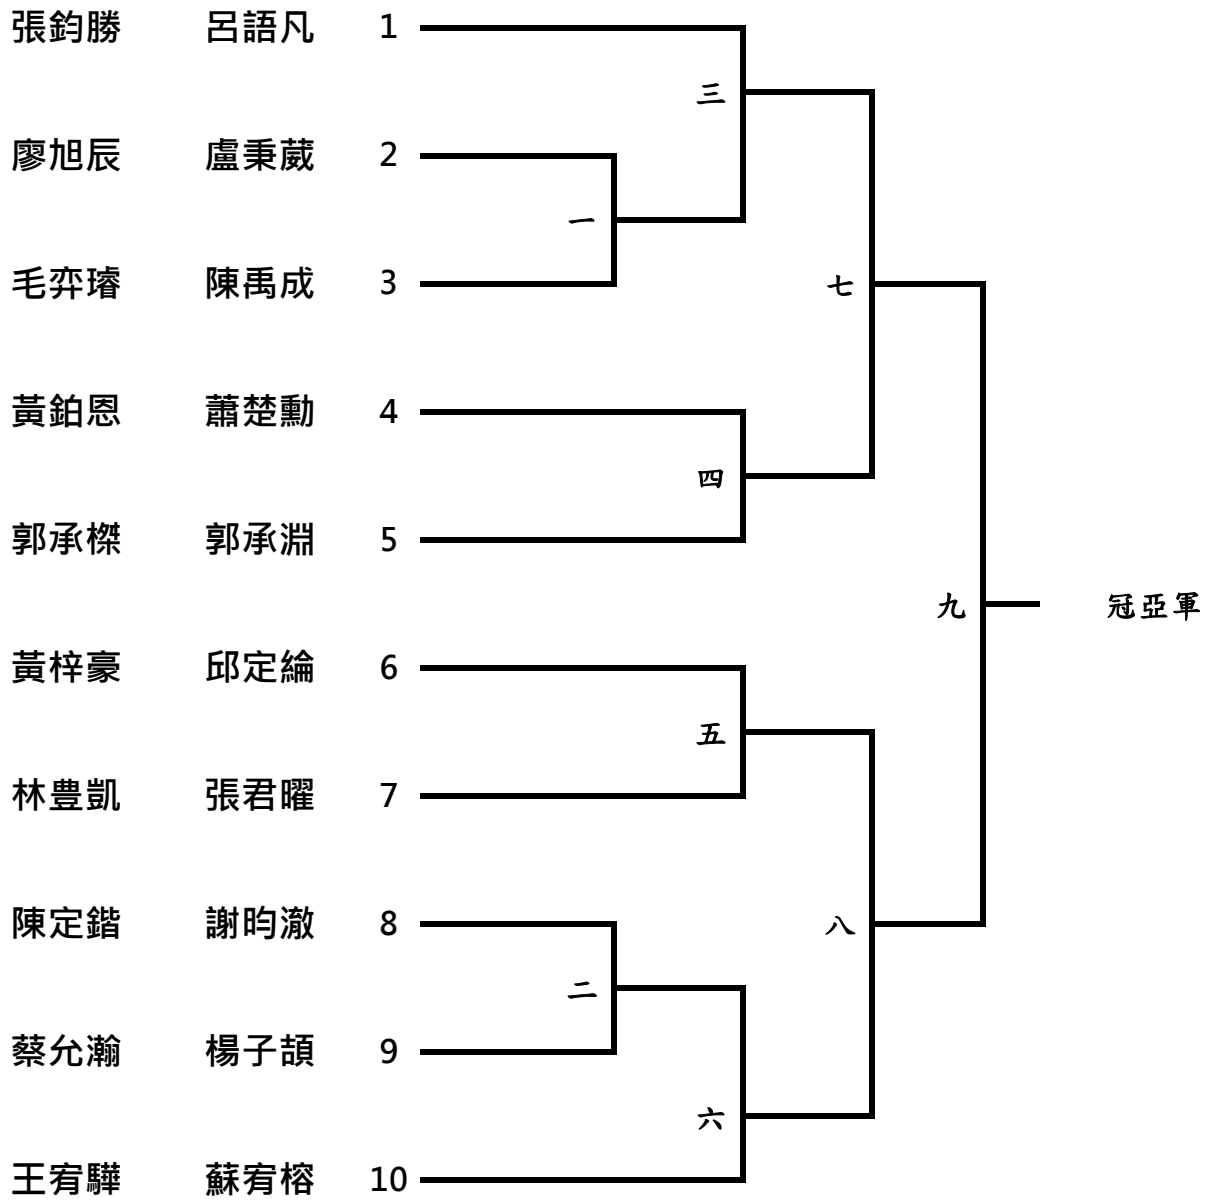 張鈞勝 呂語凡 1
三
廖旭辰 盧秉葳 2
一
毛弈璿 陳禹成 3
七
黃鉑恩 蕭楚勳 4
四
郭承榤 郭承淵 5
九 冠亞軍
黃梓豪 邱定綸 6
五
林豊凱 張君曜 7
陳定鍇 謝昀澈 8
八
二
蔡允瀚 楊子頡 9
六
王宥驊 蘇宥榕 10